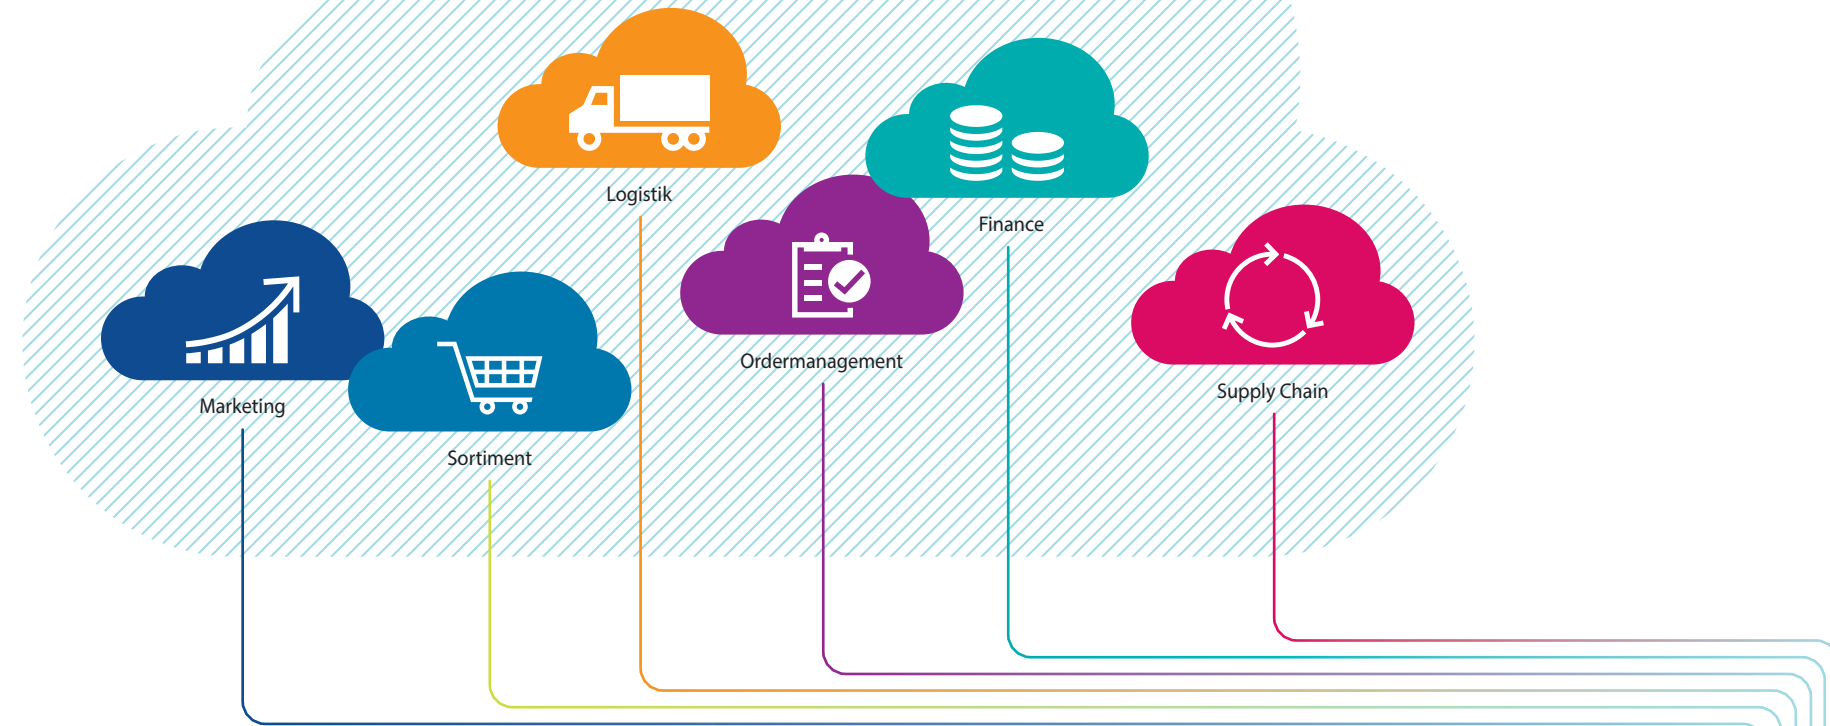 Logistik
Finance
Ordermanagement
Supply Chain
Marketing
Sortiment